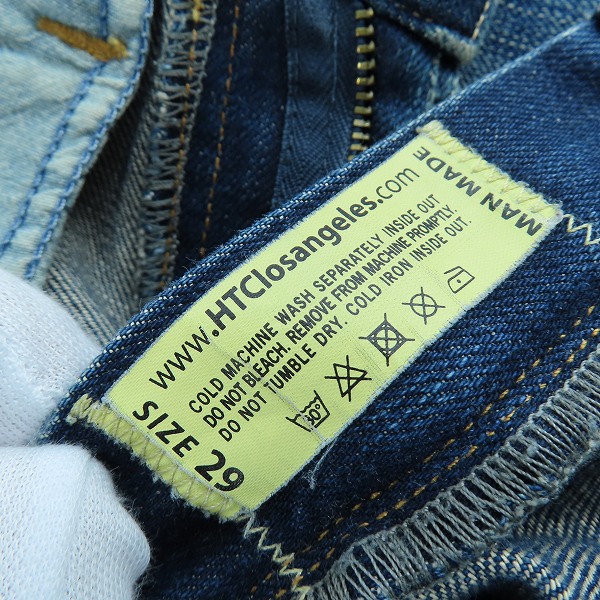 MAN MADE
www.HTClosangeles.com
COLD MACHINE WASH SEPARATELY INSIDE OUT
DO NOT BLEACH. REMOVE FROM MACHINE PROMPTLY.
DO NOT TUMBLE DRY. COLD IRON INSIDE OUT.
30°
SIZE 29